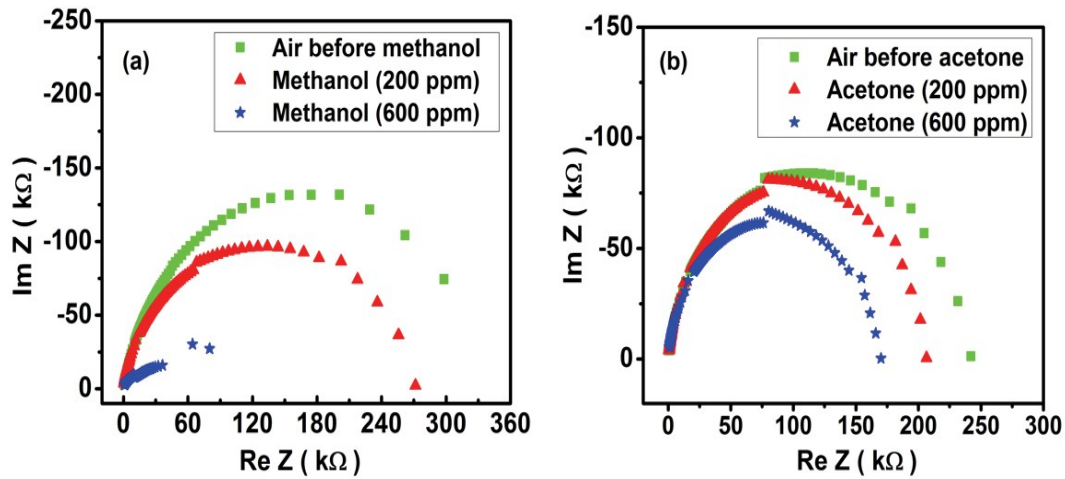 (a)
Air before methanol
Methanol (200 ppm)
Methanol (600 ppm)
-250
-200
-150
-100
-50
0
Im Z ( kΩ)
0 60 120 180 240 300 360
Re Z ( kΩ)
(b)
Air before acetone
Acetone (200 ppm)
Acetone (600 ppm)
-150
-100
-50
0
Im Z ( kΩ)
0 50 100 150 200 250 300
Re Z ( kΩ)